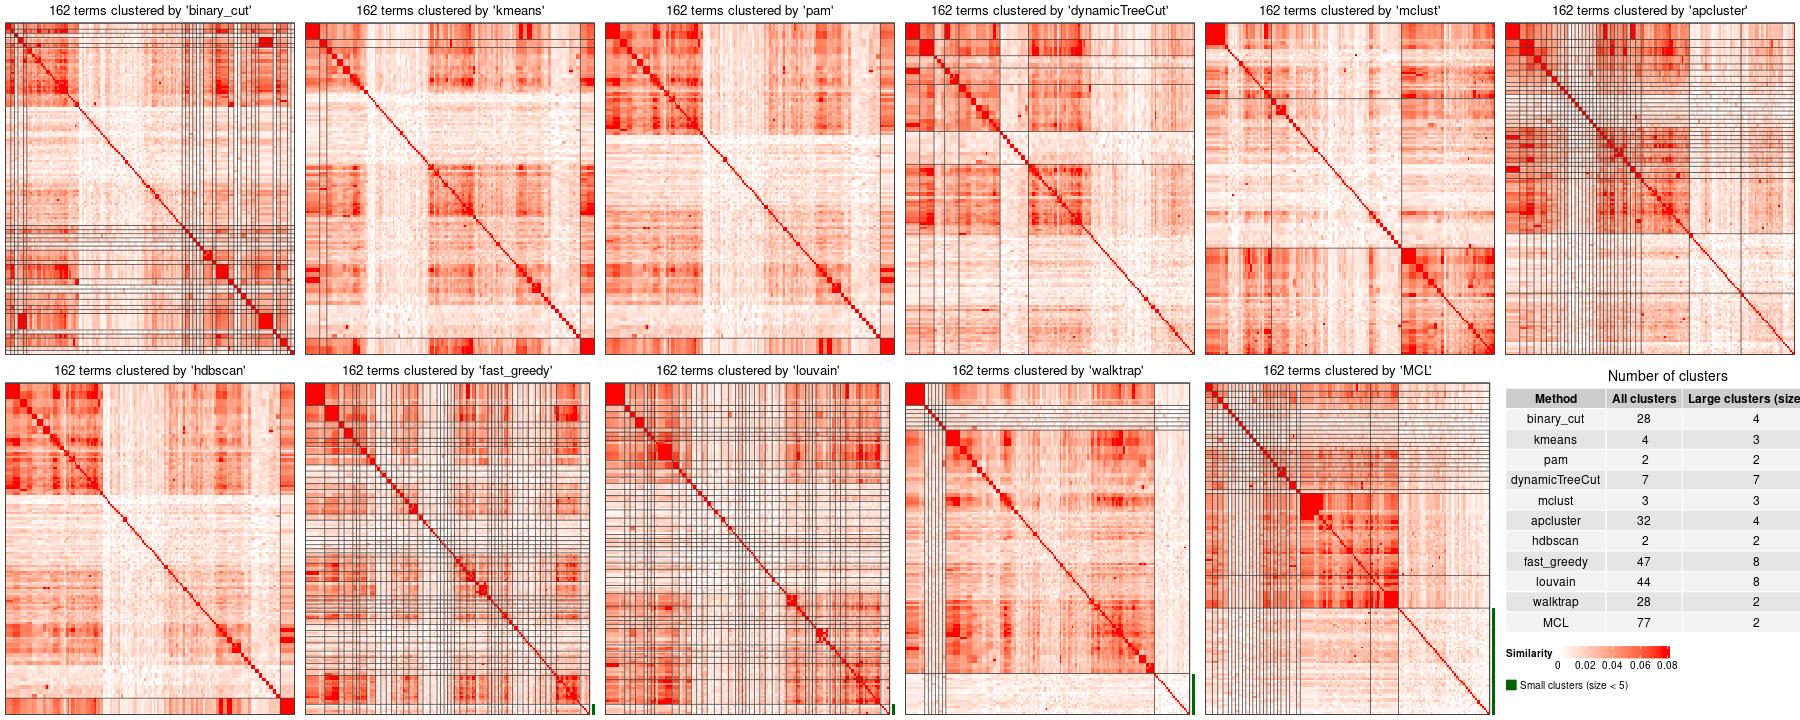 162 terms clustered by 'binary_cut'
162 terms clustered by 'kmeans'
162 terms clustered by 'pam'
162 terms clustered by 'dynamicTreeCut'
162 terms clustered by 'mclust'
162 terms clustered by 'apcluster'
162 terms clustered by 'hdbscan'
162 terms clustered by 'fast_greedy'
162 terms clustered by 'louvain'
162 terms clustered by 'walktrap'
162 terms clustered by 'MCL'
Number of clusters
Method All clusters Large clusters (size
binary_cut 28 4
kmeans 4 3
pam 2 2
dynamicTreeCut 7 7
mclust 3 3
apcluster 32 4
hdbscan 2 2
fast_greedy 47 8
louvain 44 8
walktrap 28 2
MCL 77 2
Similarity
0 0.02 0.04 0.06 0.08
Small clusters (size < 5)